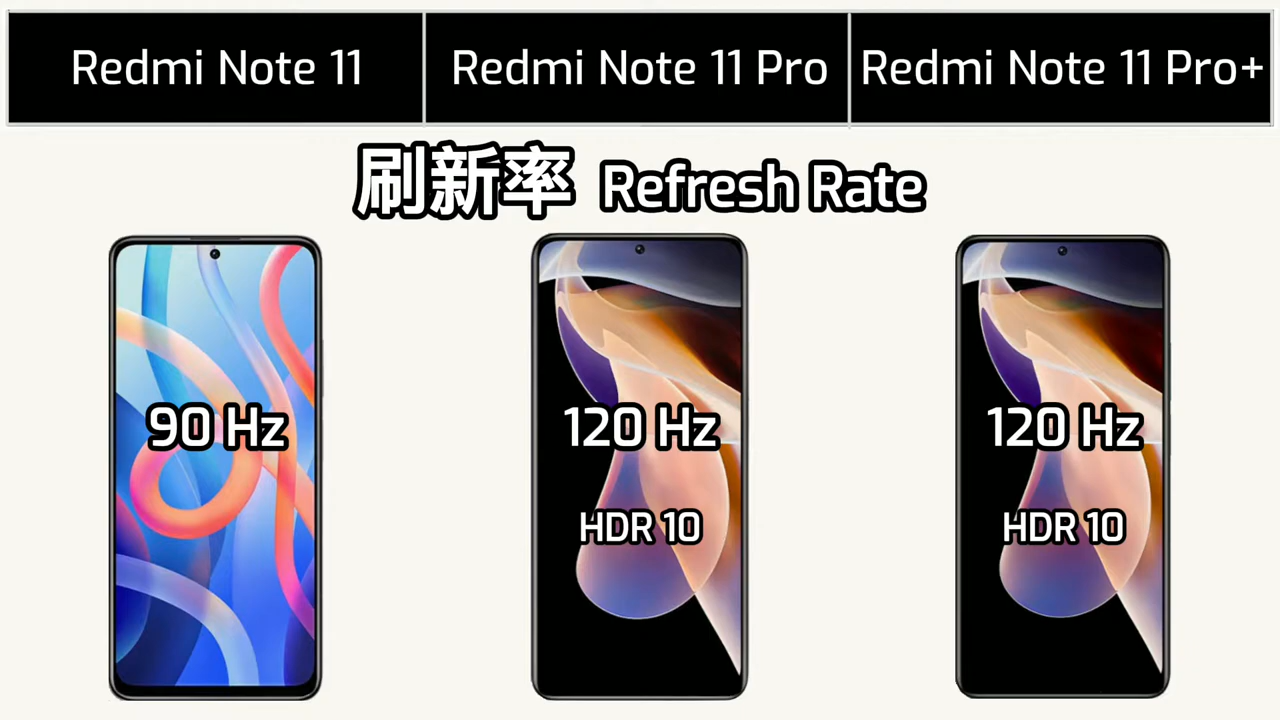 Redmi Note 11 Redmi Note 11 Pro Redmi Note 11 Pro+
刷新率 Refresh Rate
90 Hz 120 Hz 120 Hz
HDR 10 HDR 10